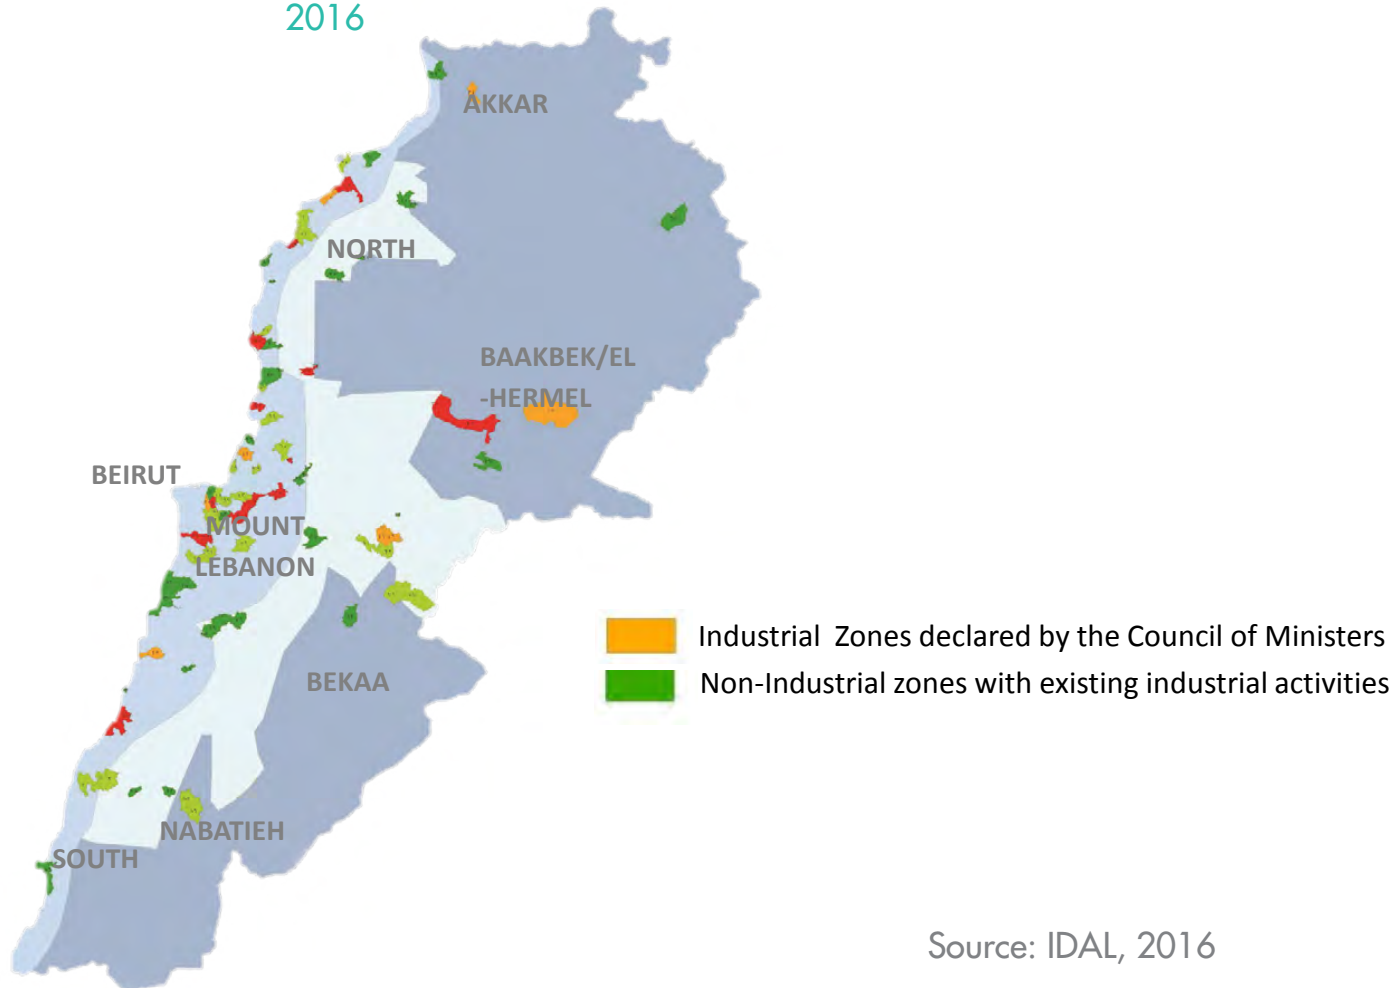 2016
AKKAR
NORTH
BAAKBEK/EL
-HERMEL
BEIRUT
MOUNT
LEBANON
Industrial Zones declared by the Council of Ministers
Non-Industrial zones with existing industrial activities
BEKAA
NABATIEH
SOUTH
Source: IDAL, 2016